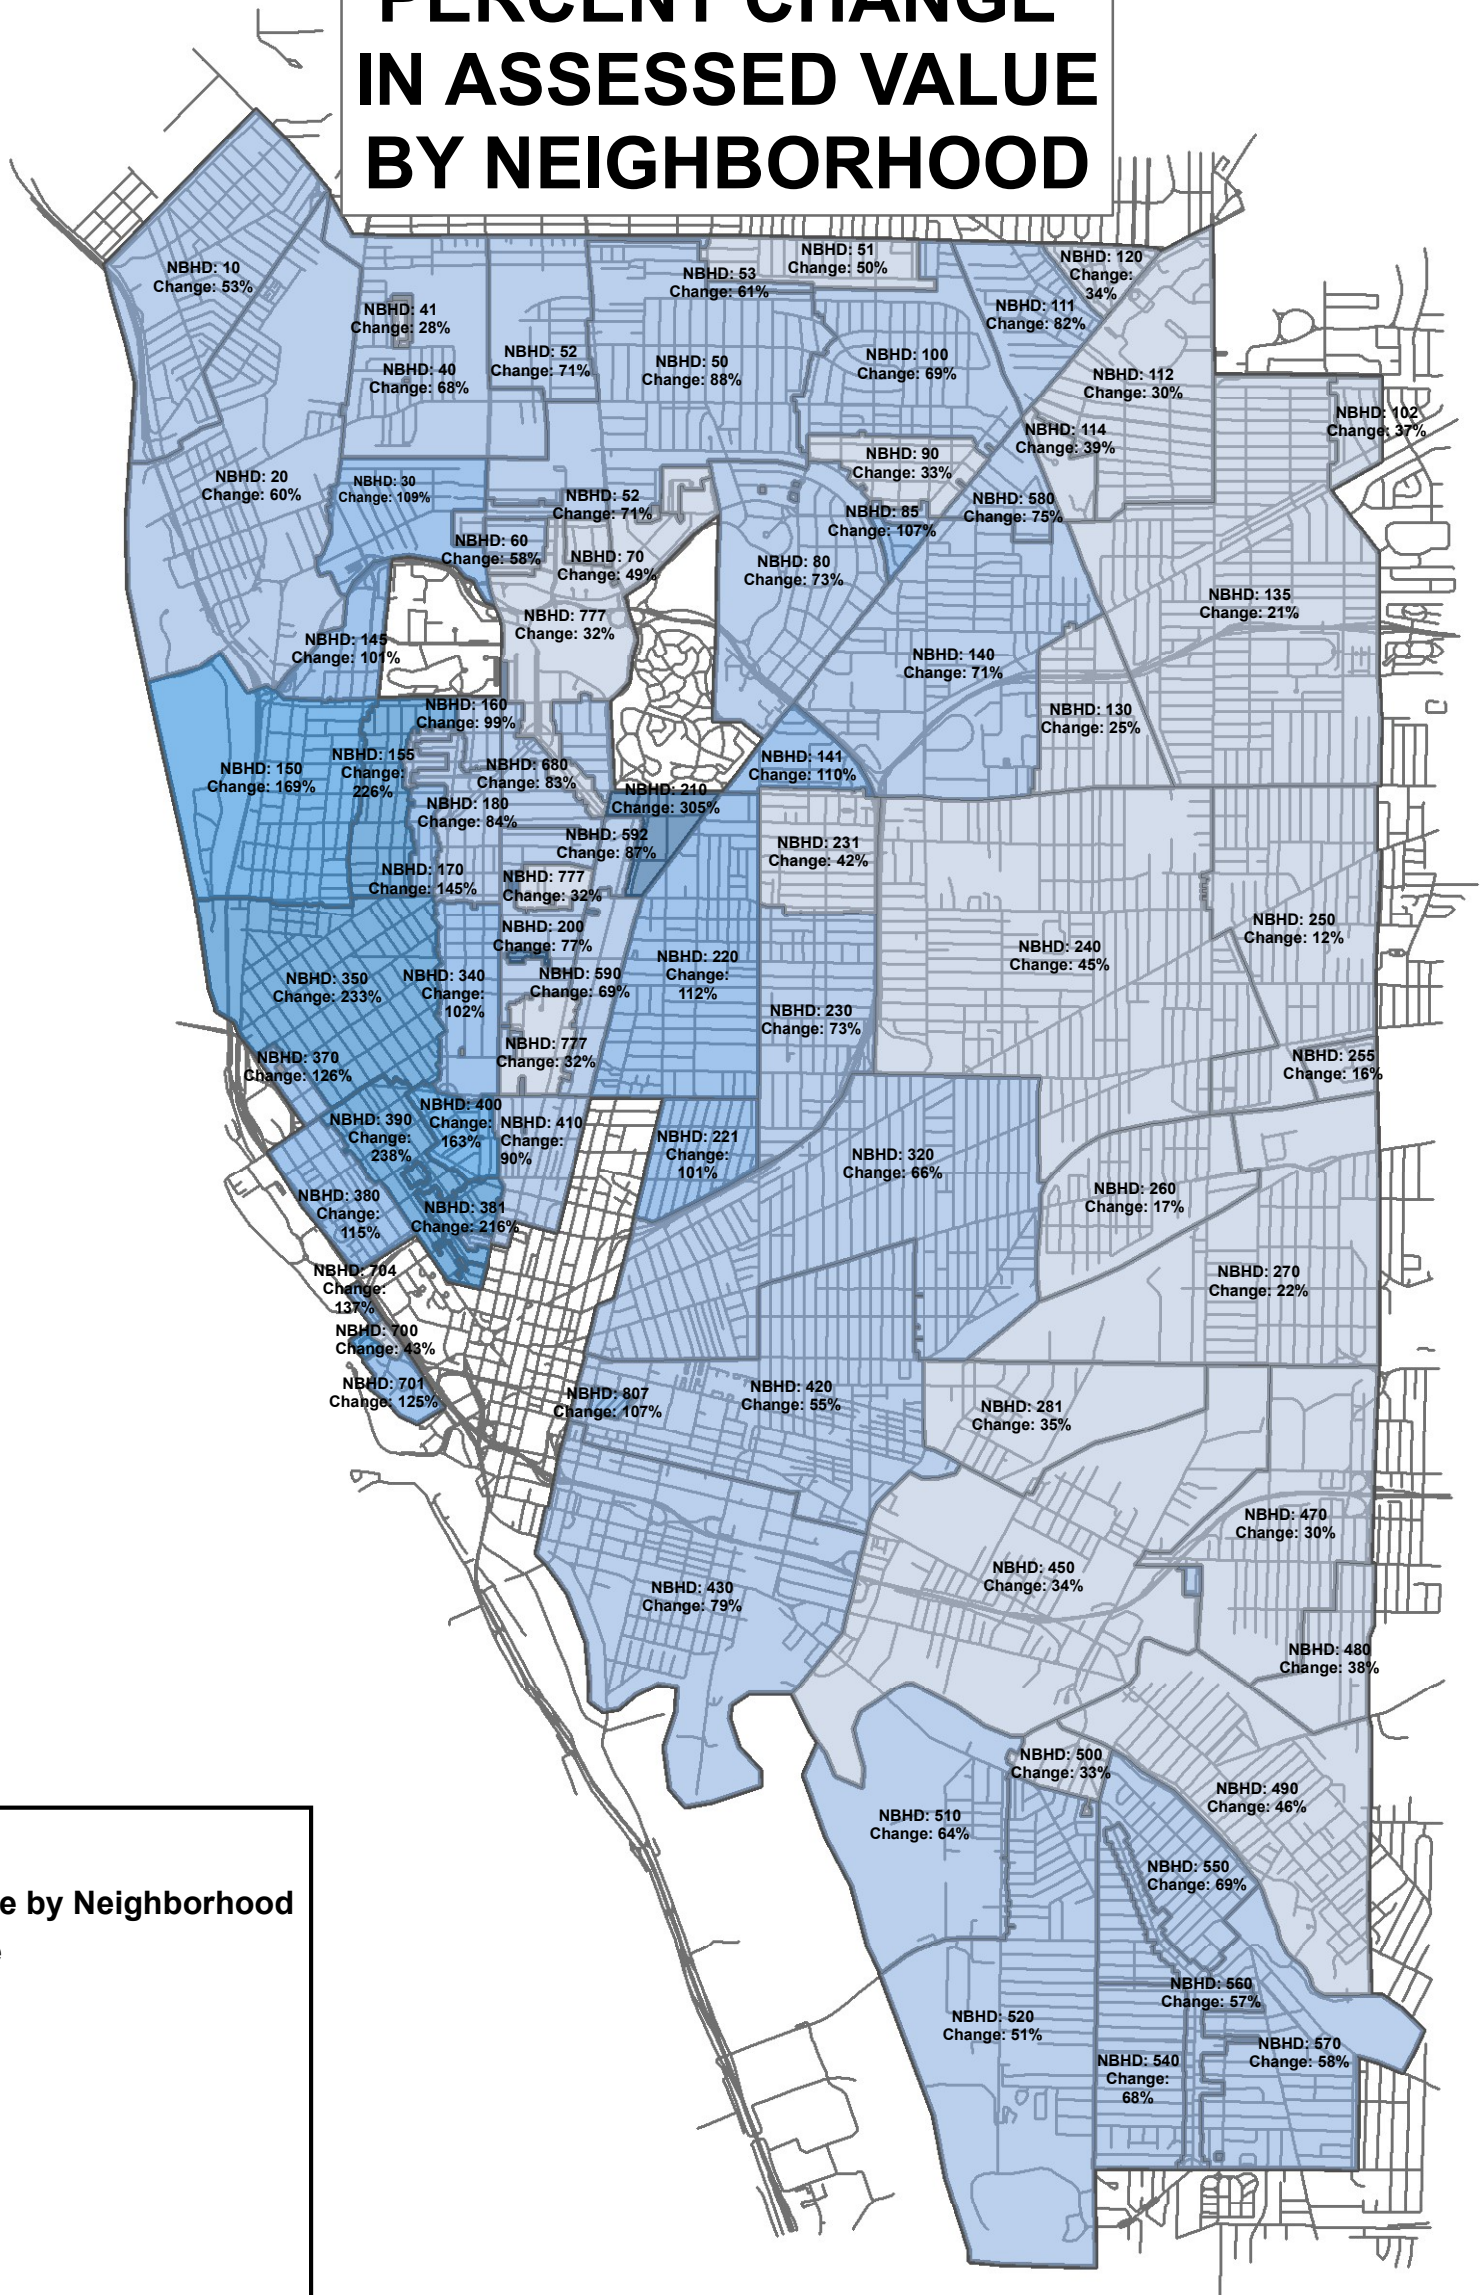 PERCENT CHANGE
IN ASSESSED VALUE
BY NEIGHBORHOOD
NBHD: 10
Change: 53%
NBHD: 41
Change: 28%
NBHD: 40
Change: 68%
NBHD: 52
Change: 71%
NBHD: 53
Change: 61%
NBHD: 51
Change: 50%
NBHD: 50
Change: 88%
NBHD: 100
Change: 69%
NBHD: 120
Change:
34%
NBHD: 111
Change: 82%
NBHD: 112
Change: 30%
NBHD: 102
Change: 37%
NBHD: 114
Change: 39%
NBHD: 90
Change: 33%
NBHD: 20
Change: 60%
NBHD: 30
Change: 109%
NBHD: 52
Change: 71%
NBHD: 85
Change: 107%
NBHD: 580
Change: 75%
NBHD: 60
Change: 58%
NBHD: 70
Change: 49%
NBHD: 80
Change: 73%
NBHD: 777
Change: 32%
NBHD: 135
Change: 21%
NBHD: 145
Change: 101%
NBHD: 140
Change: 71%
NBHD: 160
Change: 99%
NBHD: 130
Change: 25%
NBHD: 150
Change: 169%
NBHD: 155
Change:
226%
NBHD: 680
Change: 83%
NBHD: 141
Change: 110%
NBHD: 210
Change: 305%
NBHD: 180
Change: 84%
NBHD: 592
Change: 87%
NBHD: 231
Change: 42%
NBHD: 170
Change: 145%
NBHD: 777
Change: 32%
NBHD: 200
Change: 77%
NBHD: 250
Change: 12%
NBHD: 240
Change: 45%
NBHD: 350
Change: 233%
NBHD: 340
Change:
102%
NBHD: 590
Change: 69%
NBHD: 220
Change:
112%
NBHD: 230
Change: 73%
NBHD: 777
Change: 32%
NBHD: 370
Change: 126%
NBHD: 255
Change: 16%
NBHD: 390
Change:
238%
NBHD: 400
Change:
163%
NBHD: 410
Change:
90%
NBHD: 221
Change:
101%
NBHD: 320
Change: 66%
NBHD: 260
Change: 17%
NBHD: 380
Change:
115%
NBHD: 381
Change: 216%
NBHD: 270
Change: 22%
NBHD: 704
Change:
137%
NBHD: 700
Change: 43%
NBHD: 701
Change: 125%
NBHD: 807
Change: 107%
NBHD: 420
Change: 55%
NBHD: 281
Change: 35%
NBHD: 470
Change: 30%
NBHD: 450
Change: 34%
NBHD: 430
Change: 79%
NBHD: 480
Change: 38%
NBHD: 500
Change: 33%
NBHD: 490
Change: 46%
NBHD: 510
Change: 64%
NBHD: 550
Change: 69%
NBHD: 560
Change: 57%
NBHD: 520
Change: 51%
NBHD: 570
Change: 58%
NBHD: 540
Change:
68%
e by Neighborhood